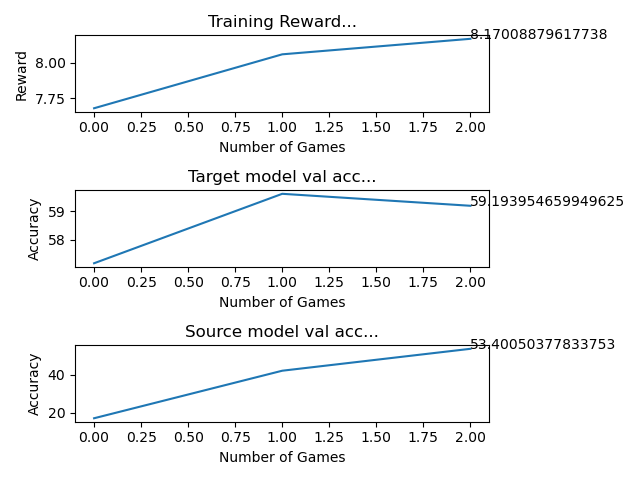 Training Reward...
8.17008879617738
8.00
7.75
Reward
0.00 0.25 0.50 0.75 1.00 1.25 1.50 1.75 2.00
Number of Games
Target model val acc...
59.193954659949625
59
58
Accuracy
0.00 0.25 0.50 0.75 1.00 1.25 1.50 1.75 2.00
Number of Games
Source model val acc...
53.40050377833753
40
20
Accuracy
0.00 0.25 0.50 0.75 1.00 1.25 1.50 1.75 2.00
Number of Games